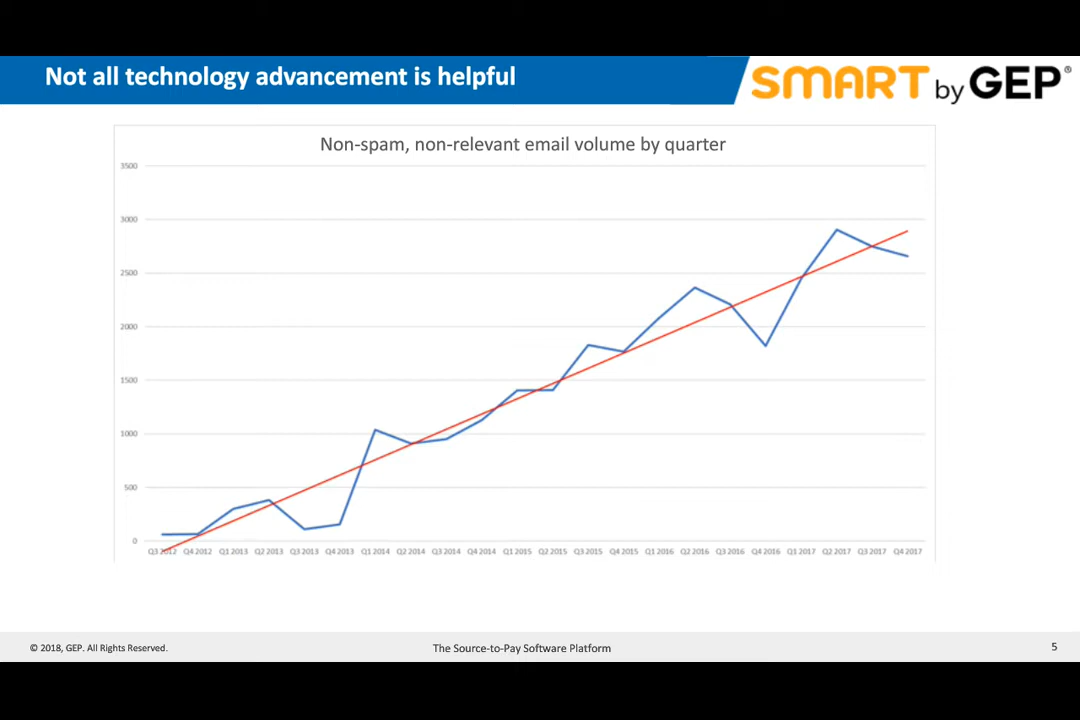 Not all technology advancement is helpful
SMART by GEP®
Non-spam, non-relevant email volume by quarter
3500
3000
2500
2000
1500
1000
500
0
Q3 2012 Q4 2012 Q1 2013 Q2 2013 Q3 2013 Q4 2013 Q1 2014 Q2 2014 Q3 2014 Q4 2014 Q1 2015 Q2 2015 Q3 2015 Q4 2015 Q1 2016 Q2 2016 Q3 2016 Q4 2016 Q1 2017 Q2 2017 Q3 2017 Q4 2017
© 2018, GEP. All Rights Reserved. The Source-to-Pay Software Platform 5